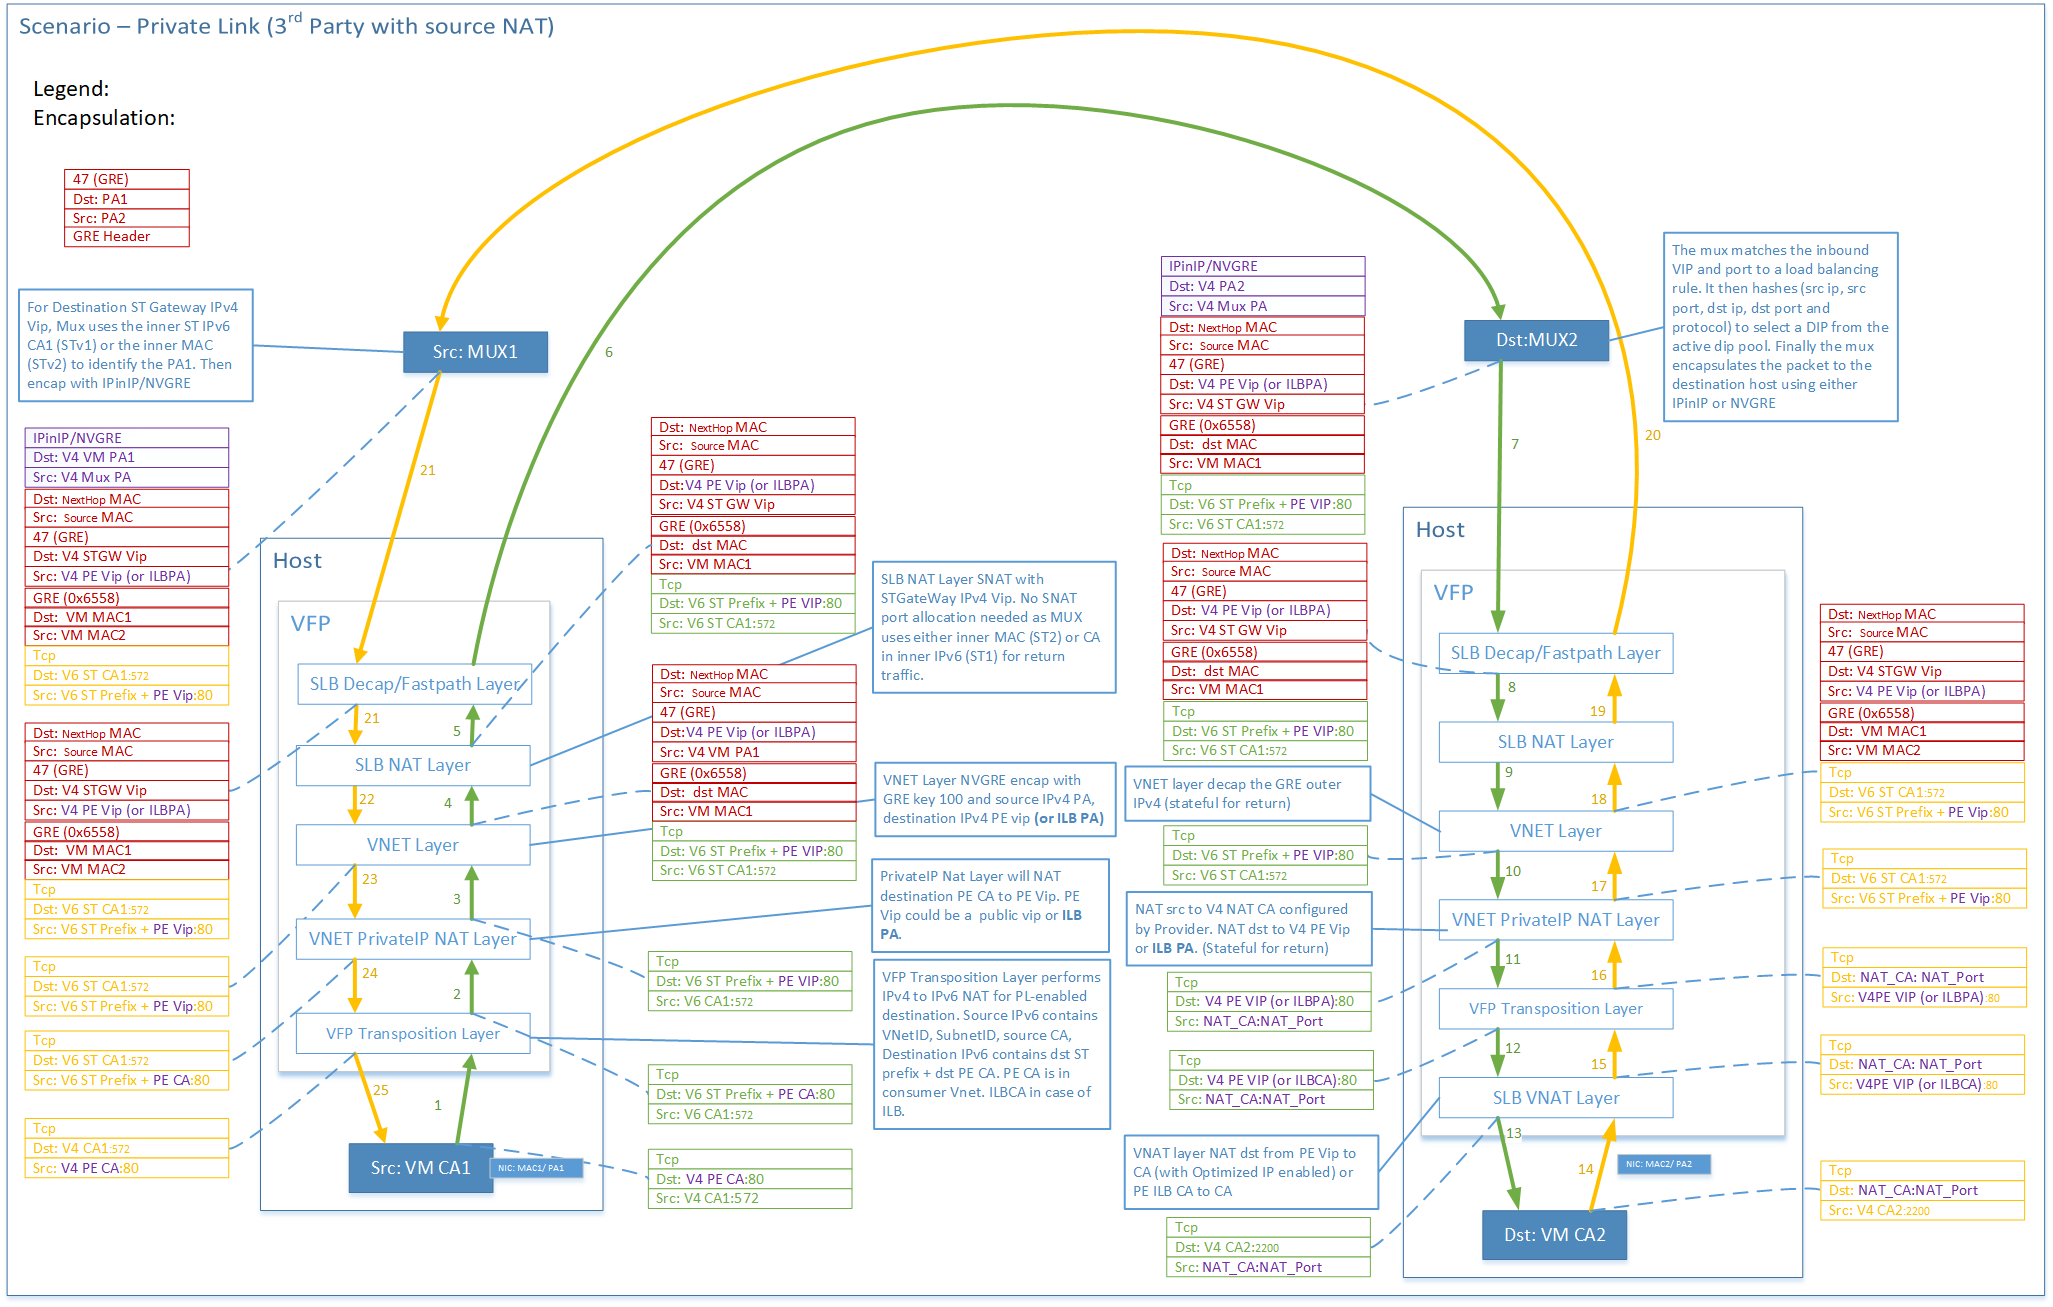 Scenario – Private Link (3rd Party with source NAT)
Legend:
Encapsulation:
47 (GRE)
Dst: PA1
Src: PA2
GRE Header
For Destination ST Gateway IPv4
Vip, Mux uses the inner ST IPv6
CA1 (STv1) or the inner MAC
(STv2) to identify the PA1. Then
encap with IPinIP/NVGRE
Src: MUX1
6
21
IPinIP/NVGRE
Dst: V4 VM PA1
Src: V4 Mux PA
Dst: NextHop MAC
Src: Source MAC
47 (GRE)
Dst: V4 STGW Vip
Src: V4 PE Vip (or ILBPA)
GRE (0x6558)
Dst: VM MAC1
Src: VM MAC2
Tcp
Dst: V6 ST CA1:572
Src: V6 ST Prefix + PE Vip:80
Dst: NextHop MAC
Src: Source MAC
47 (GRE)
Dst: V4 STGW Vip
Src: V4 PE Vip (or ILBPA)
GRE (0x6558)
Dst: VM MAC1
Src: VM MAC2
Tcp
Dst: V6 ST CA1:572
Src: V6 ST Prefix + PE Vip:80
Tcp
Dst: V6 ST CA1:572
Src: V6 ST Prefix + PE Vip:80
Tcp
Dst: V6 ST CA1:572
Src: V6 ST Prefix + PE CA:80
Tcp
Dst: V4 CA1:572
Src: V4 PE CA:80
Host
VFP
SLB Decap/Fastpath Layer
21
5
SLB NAT Layer
22
4
VNET Layer
23
3
VNET PrivateIP NAT Layer
24
2
VFP Transposition Layer
25
1
Src: VM CA1
NIC: MAC1/ PA1
Dst: NextHop MAC
Src: Source MAC
47 (GRE)
Dst:V4 PE Vip (or ILBPA)
Src: V4 ST GW Vip
GRE (0x6558)
Dst: dst MAC
Src: VM MAC1
Tcp
Dst: V6 ST Prefix + PE VIP:80
Src: V6 ST CA1:572
Dst: NextHop MAC
Src: Source MAC
47 (GRE)
Dst:V4 PE Vip (or ILBPA)
Src: V4 VM PA1
GRE (0x6558)
Dst: dst MAC
Src: VM MAC1
Tcp
Dst: V6 ST Prefix + PE VIP:80
Src: V6 ST CA1:572
Tcp
Dst: V6 ST Prefix + PE VIP:80
Src: V6 CA1:572
Tcp
Dst: V6 ST Prefix + PE CA:80
Src: V6 CA1:572
Tcp
Dst: V4 PE CA:80
Src: V4 CA1:572
SLB NAT Layer SNAT with
STGateWay IPv4 Vip. No SNAT
port allocation needed as MUX
uses either inner MAC (ST2) or CA
in inner IPv6 (ST1) for return
traffic.
VNET Layer NVGRE encap with
GRE key 100 and source IPv4 PA,
destination IPv4 PE vip (or ILB PA)
PrivateIP Nat Layer will NAT
destination PE CA to PE Vip. PE
Vip could be a public vip or ILB
PA.
VFP Transposition Layer performs
IPv4 to IPv6 NAT for PL-enabled
destination. Source IPv6 contains
VNetID, SubnetID, source CA,
Destination IPv6 contains dst ST
prefix + dst PE CA. PE CA is in
consumer Vnet. ILBCA in case of
ILB.
IPinIP/NVGRE
Dst: V4 PA2
Src: V4 Mux PA
Dst: NextHop MAC
Src: Source MAC
47 (GRE)
Dst: V4 PE Vip (or ILBPA)
Src: V4 ST GW Vip
GRE (0x6558)
Dst: dst MAC
Src: VM MAC1
Tcp
Dst: V6 ST Prefix + PE VIP:80
Src: V6 ST CA1:572
Dst: NextHop MAC
Src: Source MAC
47 (GRE)
Dst: V4 PE Vip (or ILBPA)
Src: V4 ST GW Vip
GRE (0x6558)
Dst: dst MAC
Src: VM MAC1
Tcp
Dst: V6 ST Prefix + PE VIP:80
Src: V6 ST CA1:572
VNET layer decap the GRE outer
IPv4 (stateful for return)
Tcp
Dst: V6 ST Prefix + PE VIP:80
Src: V6 ST CA1:572
NAT src to V4 NAT CA configured
by Provider. NAT dst to V4 PE Vip
or ILB PA. (Stateful for return)
Tcp
Dst: V4 PE VIP (or ILBPA):80
Src: NAT_CA:NAT_Port
Tcp
Dst: V4 PE VIP (or ILBCA):80
Src: NAT_CA:NAT_Port
VNAT layer NAT dst from PE Vip to
CA (with Optimized IP enabled) or
PE ILB CA to CA
Tcp
Dst: V4 CA2:2200
Src: NAT_CA:NAT_Port
Dst:MUX2
The mux matches the inbound
VIP and port to a load balancing
rule. It then hashes (src ip, src
port, dst ip, dst port and
protocol) to select a DIP from the
active dip pool. Finally the mux
encapsulates the packet to the
destination host using either
IPinIP or NVGRE
7
20
Host
VFP
SLB Decap/Fastpath Layer
8
19
SLB NAT Layer
9
18
VNET Layer
10
17
VNET PrivateIP NAT Layer
11
16
VFP Transposition Layer
12
15
SLB VNAT Layer
13
14
NIC: MAC2/ PA2
Dst: VM CA2
Dst: NextHop MAC
Src: Source MAC
47 (GRE)
Dst: V4 STGW Vip
Src: V4 PE Vip (or ILBPA)
GRE (0x6558)
Dst: VM MAC1
Src: VM MAC2
Tcp
Dst: V6 ST CA1:572
Src: V6 ST Prefix + PE Vip:80
Tcp
Dst: V6 ST CA1:572
Src: V6 ST Prefix + PE Vip:80
Tcp
Dst: NAT_CA: NAT_Port
Src: V4PE VIP (or ILBPA):80
Tcp
Dst: NAT_CA: NAT_Port
Src: V4PE VIP (or ILBCA):80
Tcp
Dst: NAT_CA:NAT_Port
Src: V4 CA2:2200